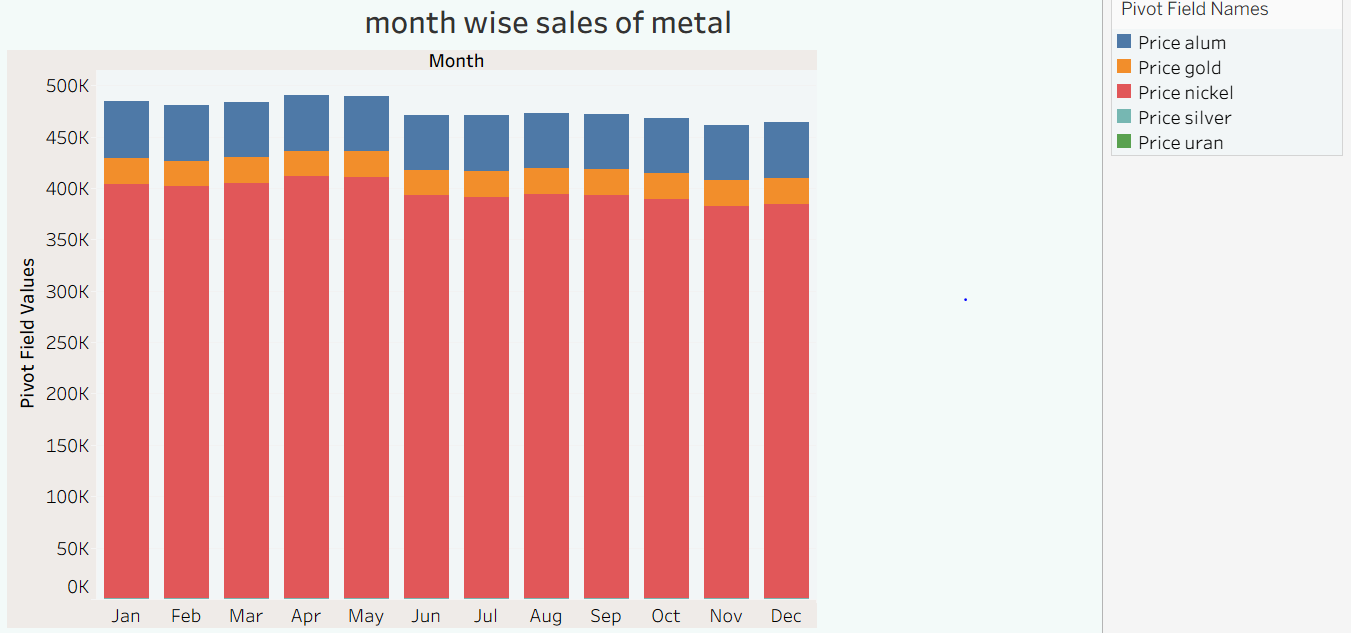 month wise sales of metal
Month
500K
450K
400K
350K
300K
250K
200K
150K
100K
50K
0K
Pivot Field Values
Jan Feb Mar Apr May Jun Jul Aug Sep Oct Nov Dec
Pivot Field Names
Price alum
Price gold
Price nickel
Price silver
Price uran